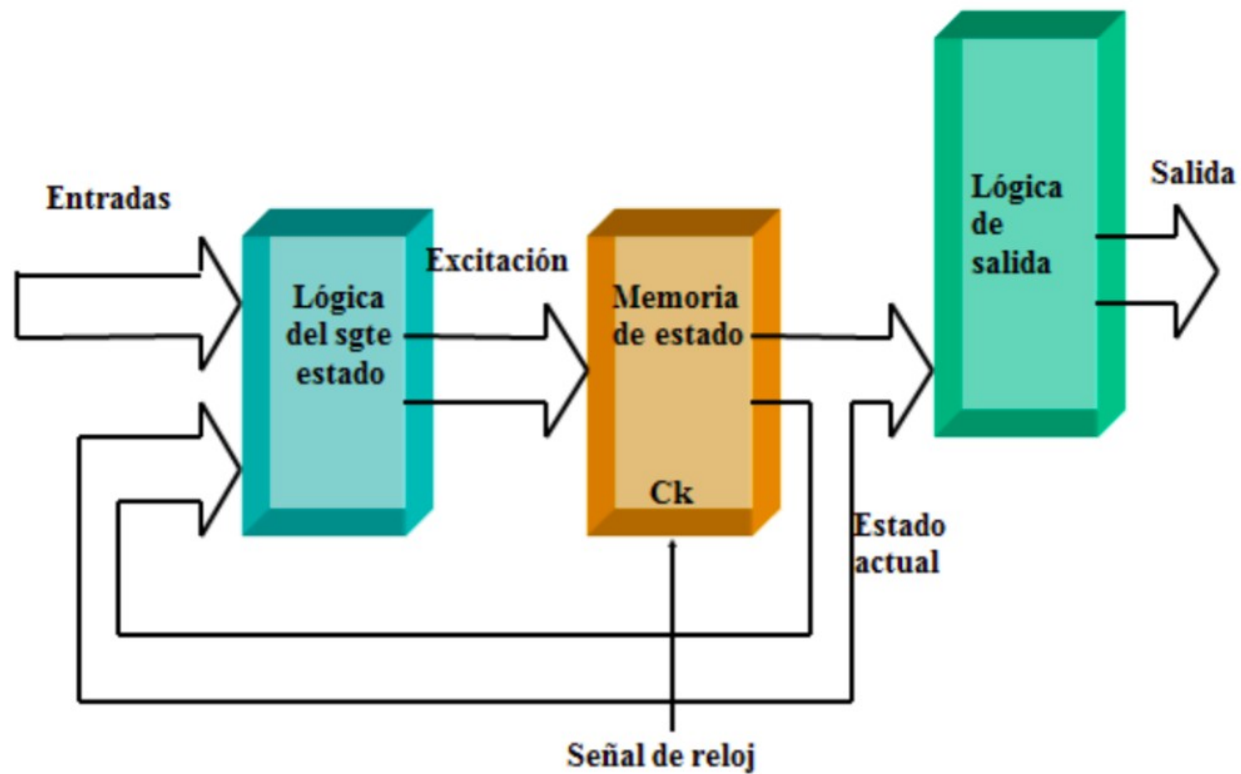 Entradas
Lógica
del sgte
estado
Excitación
Memoria
de estado
Ck
Señal de reloj
Estado
actual
Lógica
de
salida
Salida